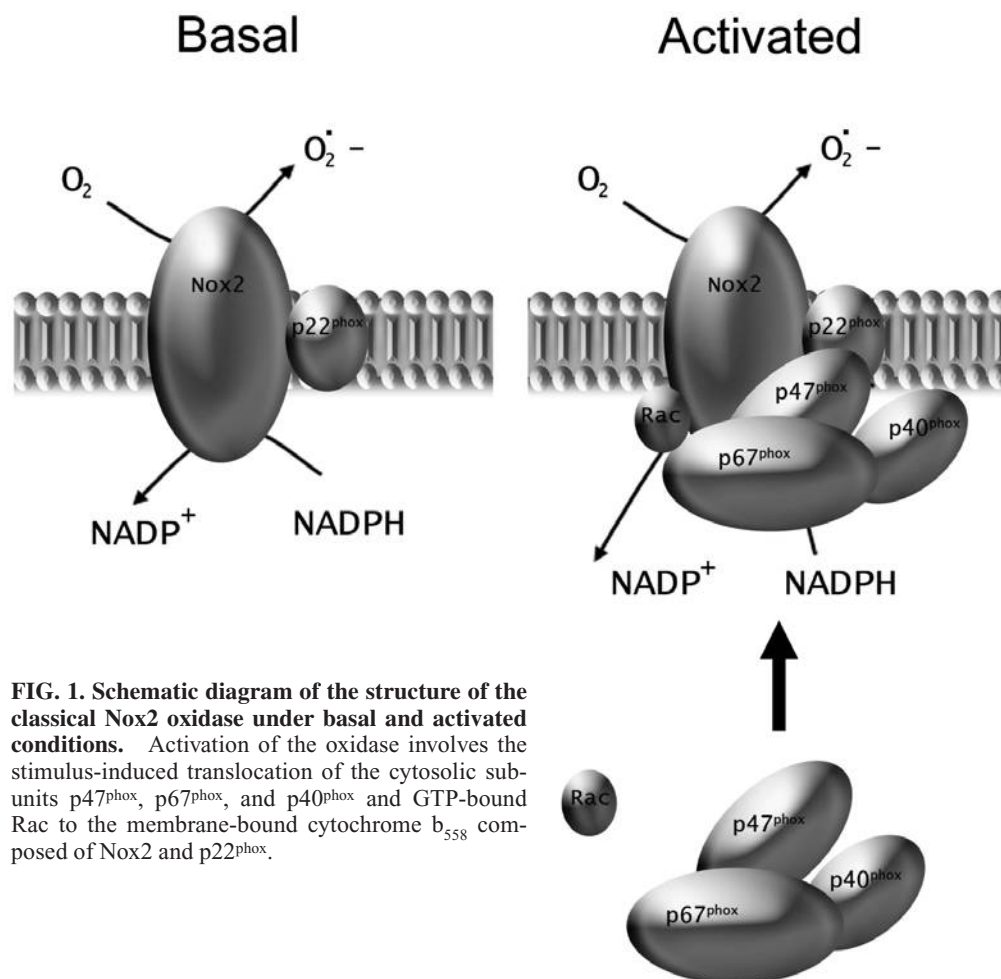 Basal
Activated
O₂
O₂·−
O₂
O₂·−
Nox2
p22ᵖʰᵒˣ
Nox2
p22ᵖʰᵒˣ
Rac
p47ᵖʰᵒˣ
p67ᵖʰᵒˣ
p40ᵖʰᵒˣ
NADP⁺
NADPH
NADP⁺
NADPH
FIG. 1. Schematic diagram of the structure of the
classical Nox2 oxidase under basal and activated
conditions. Activation of the oxidase involves the
stimulus-induced translocation of the cytosolic sub-
units p47ᵖʰᵒˣ, p67ᵖʰᵒˣ, and p40ᵖʰᵒˣ and GTP-bound
Rac to the membrane-bound cytochrome b₅₅₈ com-
posed of Nox2 and p22ᵖʰᵒˣ.
Rac
p47ᵖʰᵒˣ
p40ᵖʰᵒˣ
p67ᵖʰᵒˣ